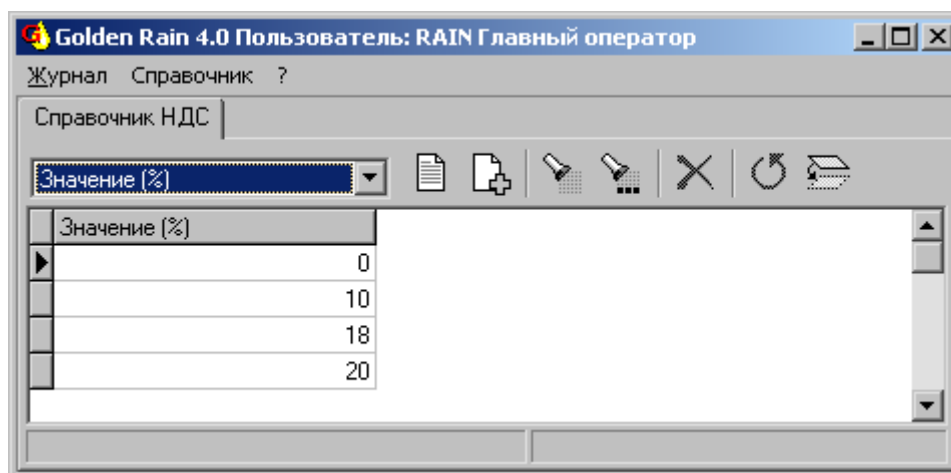 Golden Rain 4.0 Пользователь: RAIN Главный оператор
Журнал Справочник ?
Справочник НДС
Значение (%)
Значение (%)
0
10
18
20